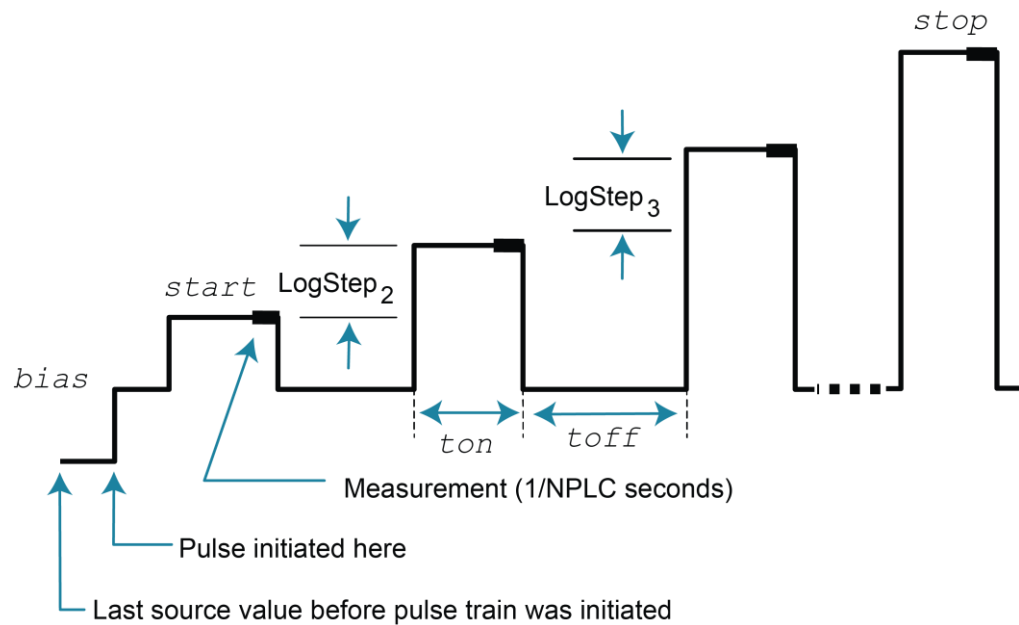 stop
LogStep3
start
LogStep2
bias
ton
toff
Measurement (1/NPLC seconds)
Pulse initiated here
Last source value before pulse train was initiated